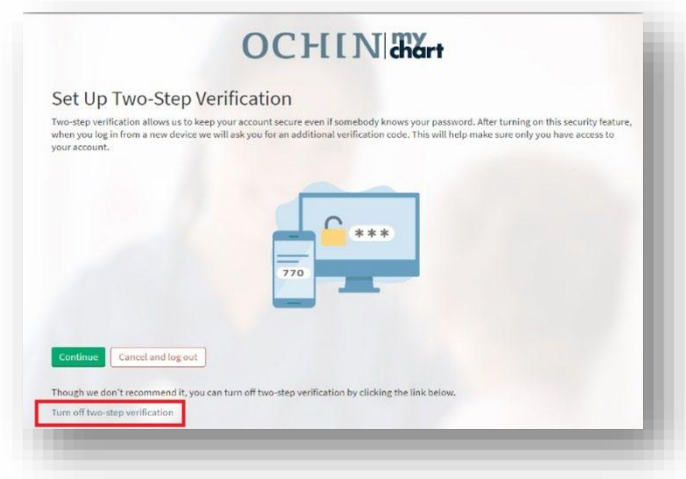 OCHIN my
chart
Set Up Two-Step Verification
Two-step verification allows us to keep your account secure even if somebody knows your password. After turning on this security feature,
when you log in from a new device we will ask you for an additional verification code. This will help make sure only you have access to
your account.
***
770
Continue Cancel and log out
Though we don't recommend it, you can turn off two-step verification by clicking the link below.
Turn off two-step verification